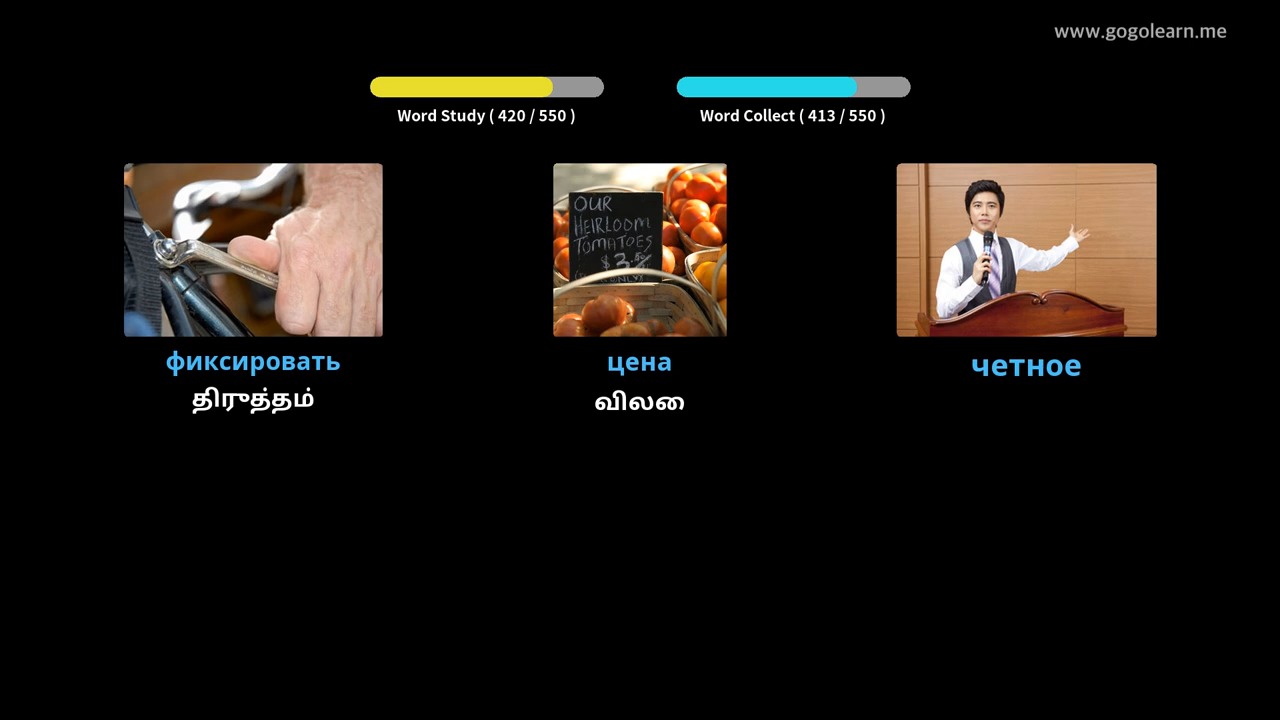 www.gogolearn.me
Word Study ( 420 / 550 )
Word Collect ( 413 / 550 )
OUR
HEIRLOOM
TOMATOES
фиксировать
цена
четное
திருத்தம்
விலை